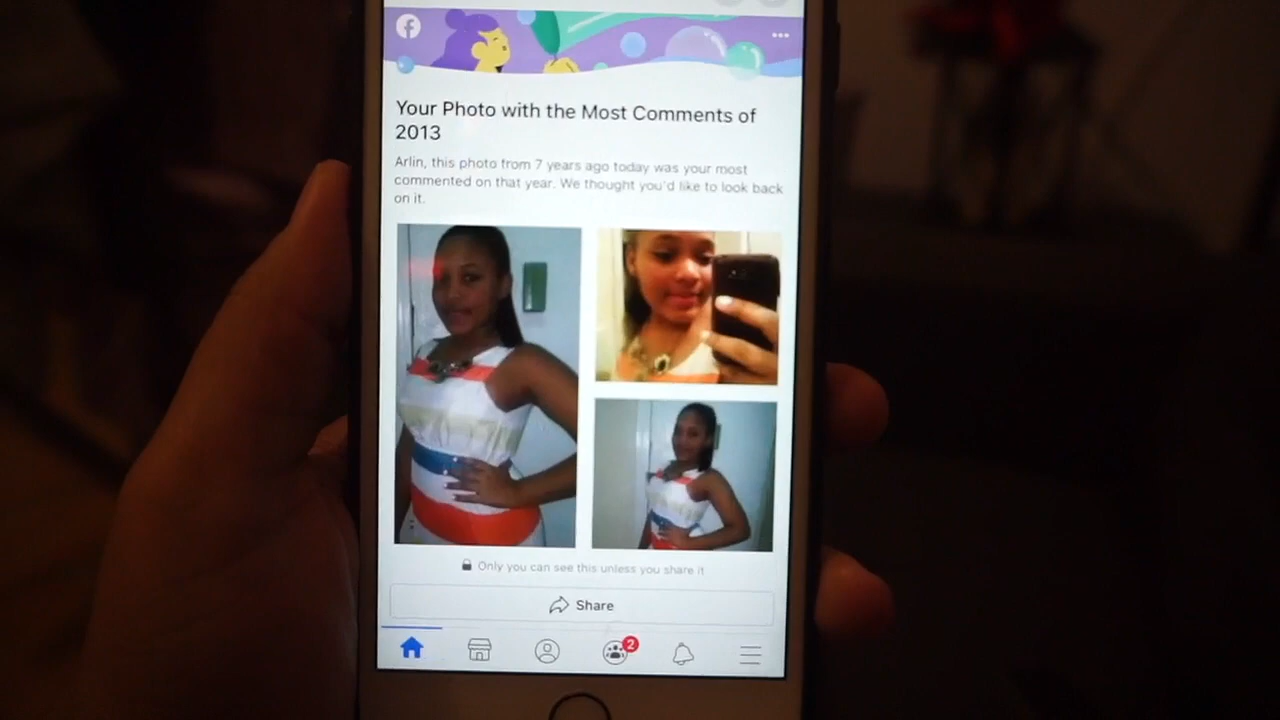 Your Photo with the Most Comments of
2013
Arlin, this photo from 7 years ago today was your most
commented on that year. We thought you'd like to look back
on it.
Only you can see this unless you share it
Share
2